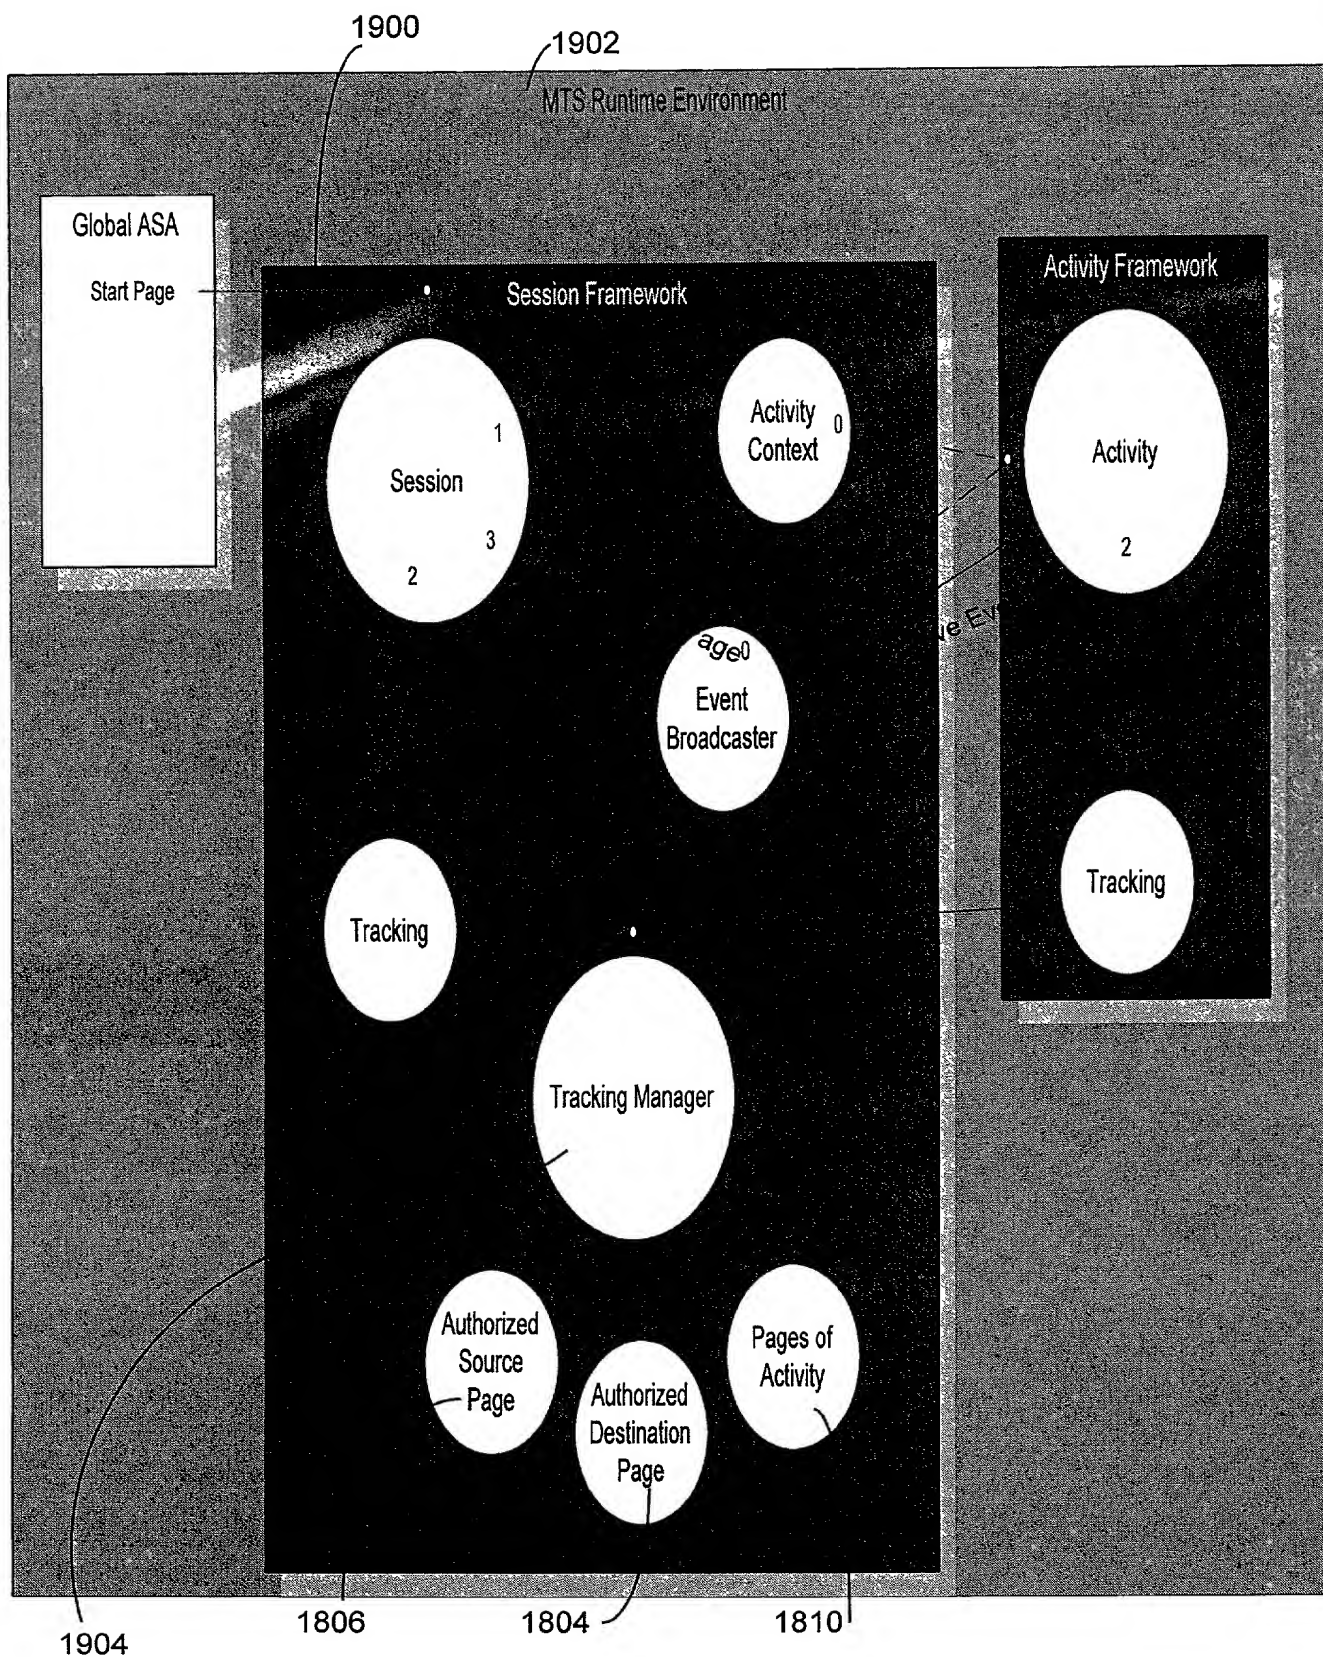 1900
1902
MTS Runtime Environment
Global ASA
Start Page
Session Framework
Activity Framework
Activity
Context
0
1
Session
3
2
Activity
2
age0
Event
Broadcaster
Tracking
Tracking
Tracking Manager
Authorized
Source
Page
Authorized
Destination
Page
Pages of
Activity
1904
1806
1804
1810